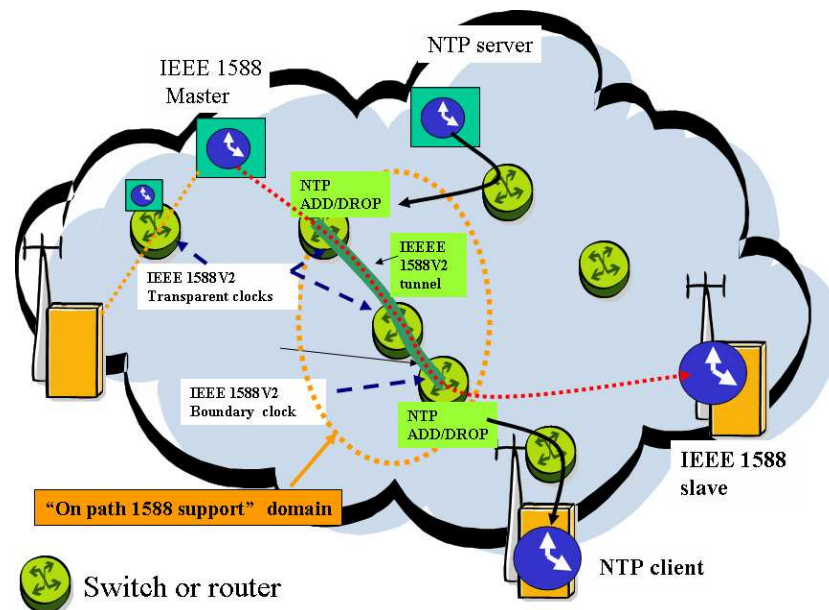 NTP server
IEEE 1588
Master
NTP
ADD/DROP
IEEEE
1588V2
tunnel
IEEE 1588V2
Transparent clocks
IEEE 1588V2
Boundary clock
NTP
ADD/DROP
IEEE 1588
slave
“On path 1588 support” domain
NTP client
Switch or router